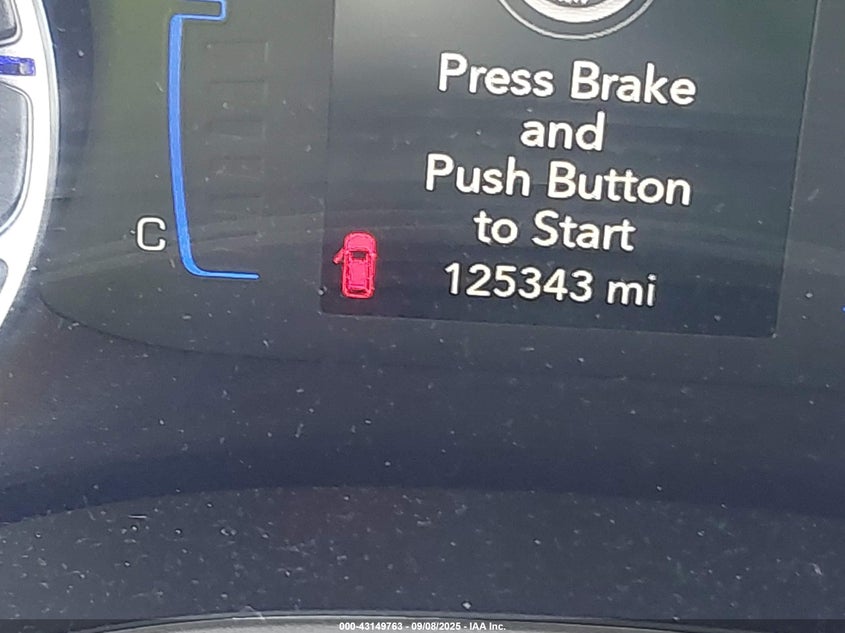 Press Brake
and
Push Button
to Start
C
125343 mi
000-43149763 - 09/08/2025 - IAA Inc.